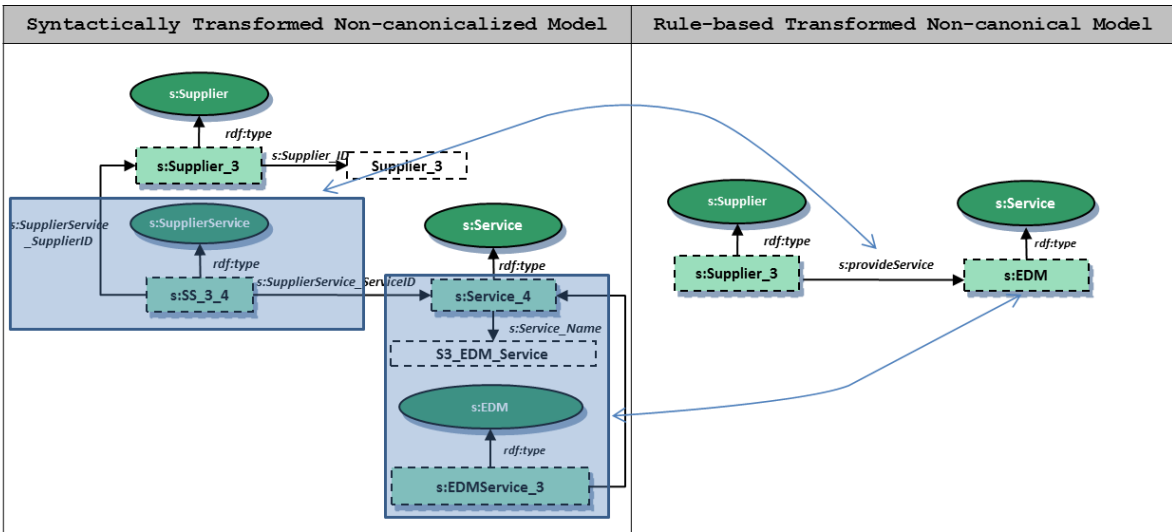 Syntactically Transformed Non-canonicalized Model
Rule-based Transformed Non-canonical Model
s:Supplier
rdf:type
s:Supplier_3
s:Supplier_ID
Supplier_3
s:SupplierService
_SupplierID
s:SupplierService
rdf:type
s:SS_3_4
s:SupplierService_ServiceID
s:Service
rdf:type
s:Service_4
s:Service_Name
S3_EDM_Service
s:EDM
rdf:type
s:EDMService_3
s:Supplier
rdf:type
s:Supplier_3
s:provideService
s:Service
rdf:type
s:EDM